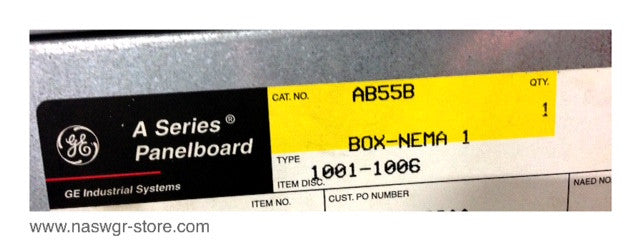 CAT. NO. AB55B QTY.
1
GE A Series®
Panelboard
BOX-NEMA 1
TYPE
1001-1006
GE Industrial Systems
ITEM DISC.
ITEM NO. CUST. PO NUMBER NAED NO
www.naswgr-store.com